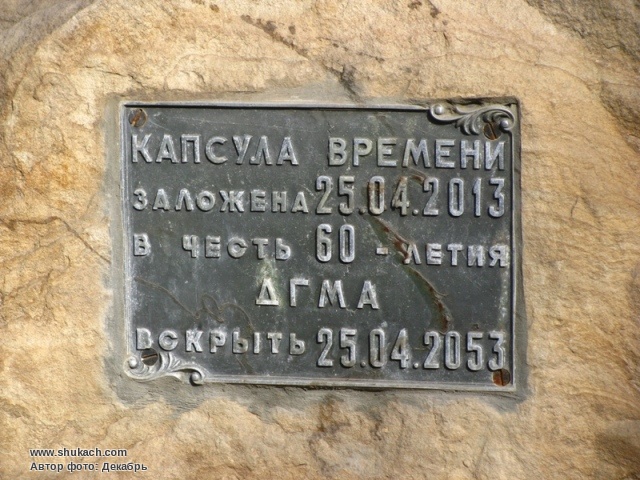 КАПСУЛА ВРЕМЕНИ
ЗАЛОЖЕНА 25.04.2013
В ЧЕСТЬ 60 - ЛЕТИЯ
ДГМА
ВСКРЫТЬ 25.04.2053
www.shukach.com
Автор фото: Декабрь